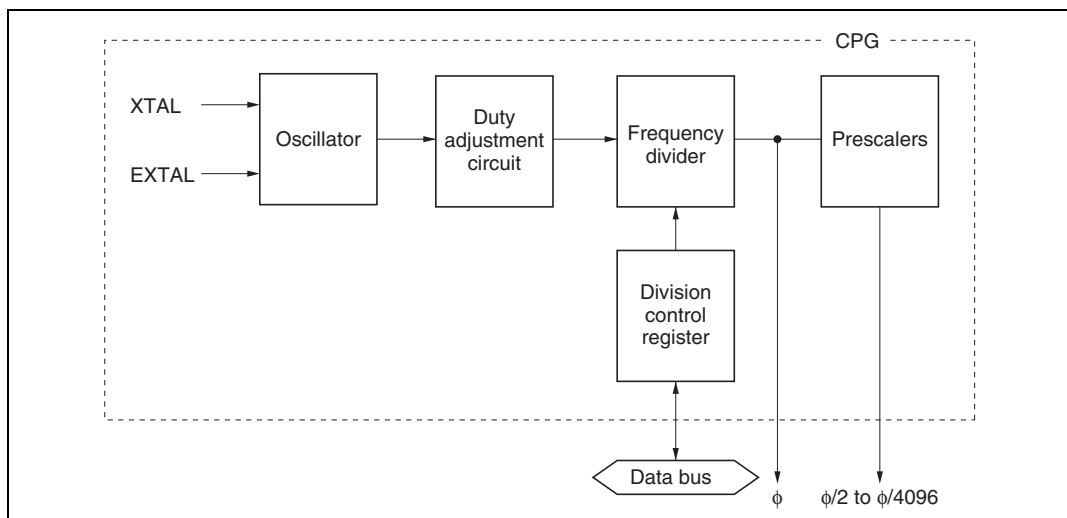 CPG
XTAL
EXTAL
Oscillator
Duty
adjustment
circuit
Frequency
divider
Prescalers
Division
control
register
Data bus
ϕ
ϕ/2 to ϕ/4096